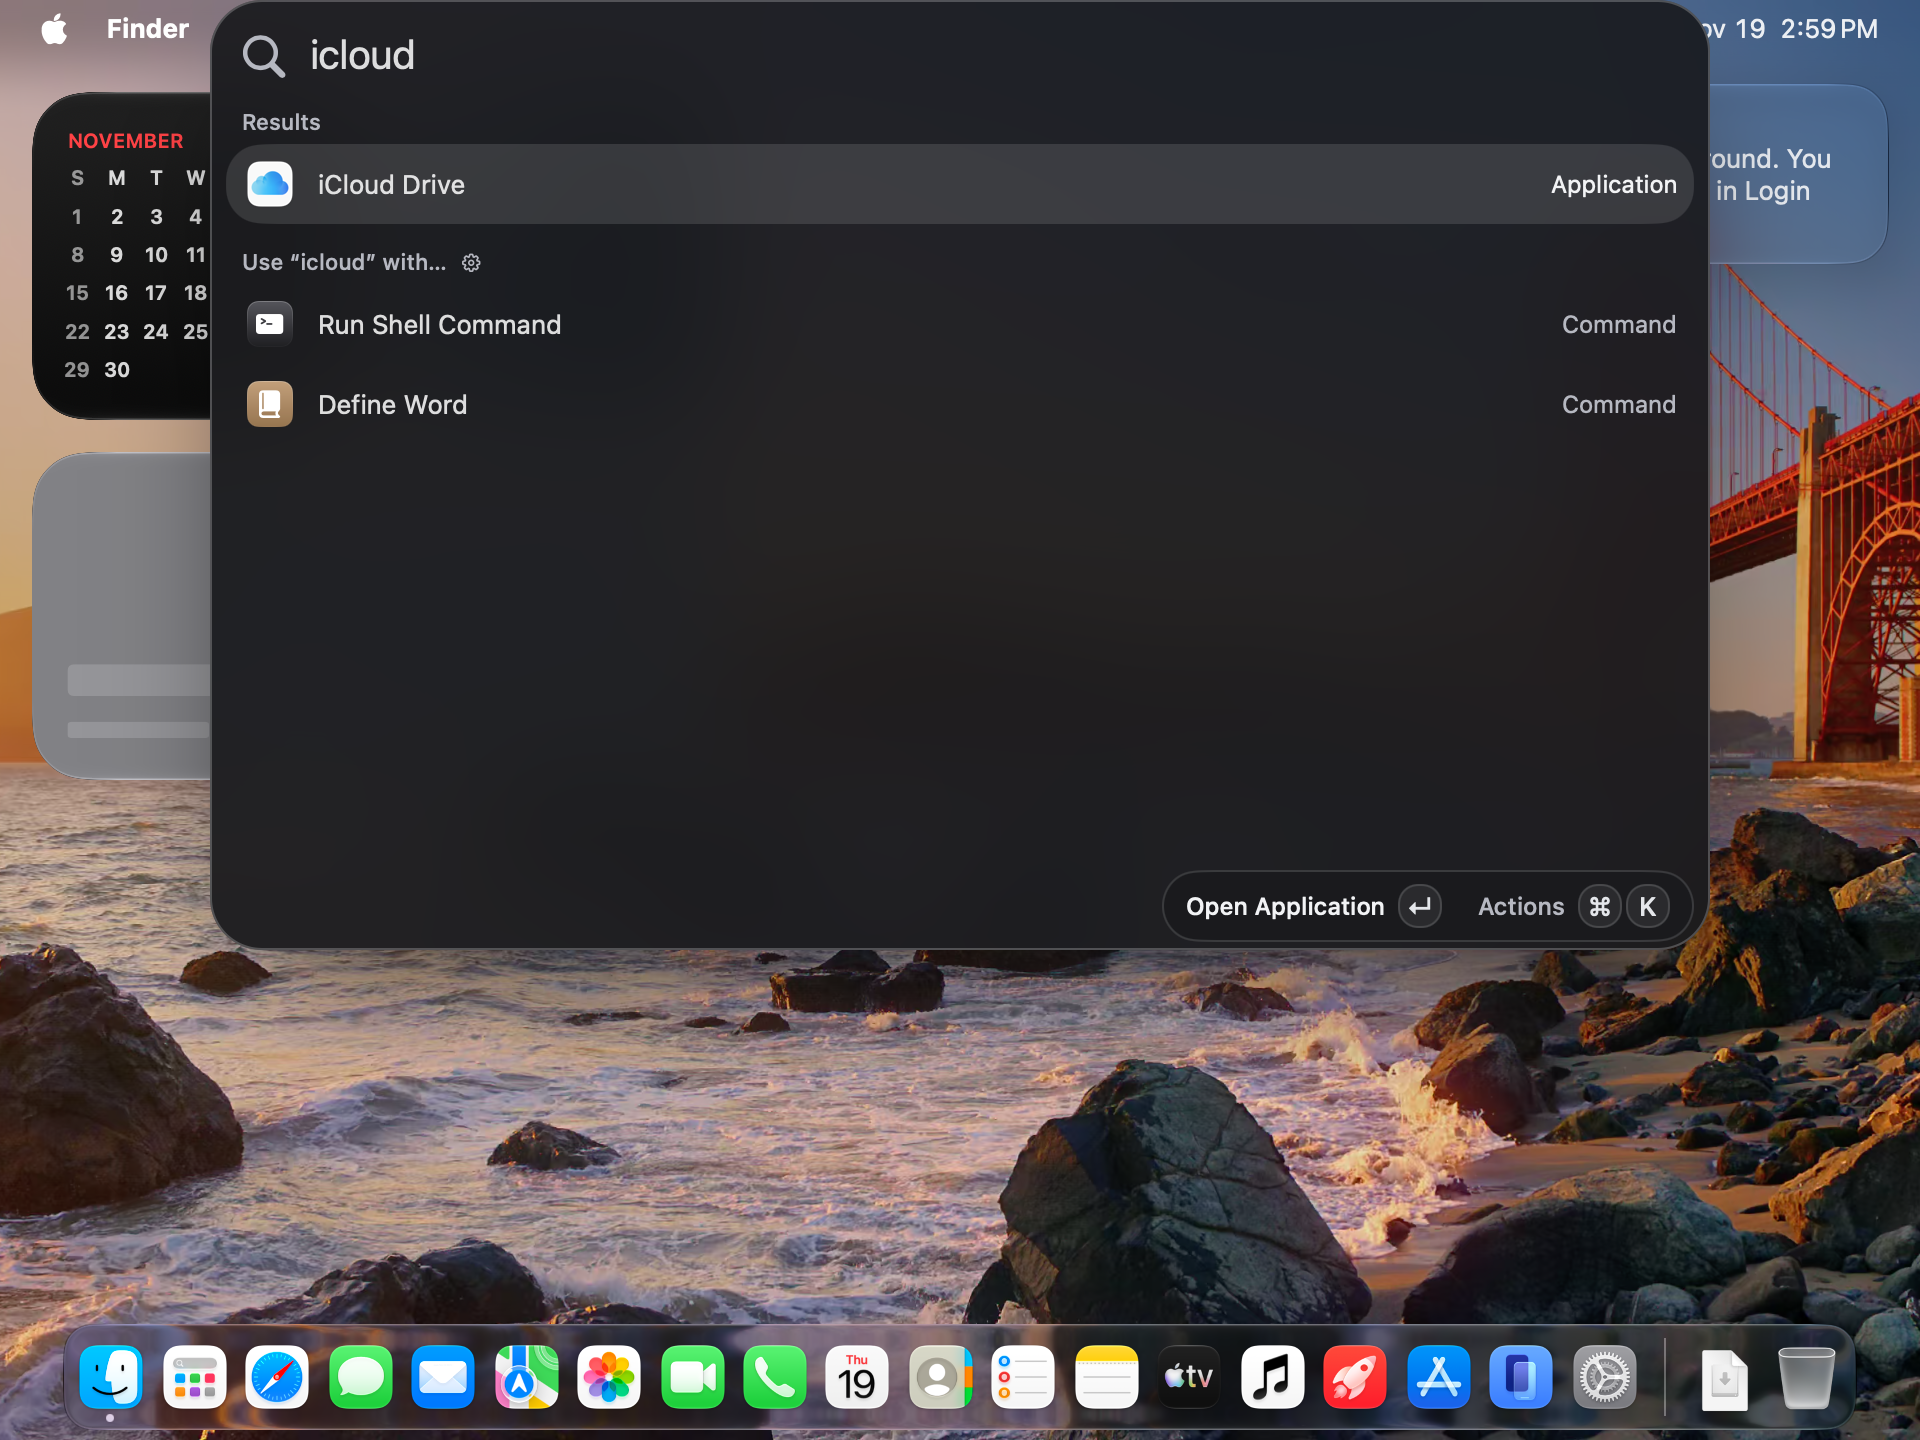 Finder
ov 19 2:59 PM
icloud
Results
iCloud Drive
Application
Use “icloud” with...
Run Shell Command
Command
Define Word
Command
Open Application
Actions
⌘ K
NOVEMBER
S M T W
1 2 3 4
8 9 10 11
15 16 17 18
22 23 24 25
29 30
ound. You
in Login
Thu
19
tv